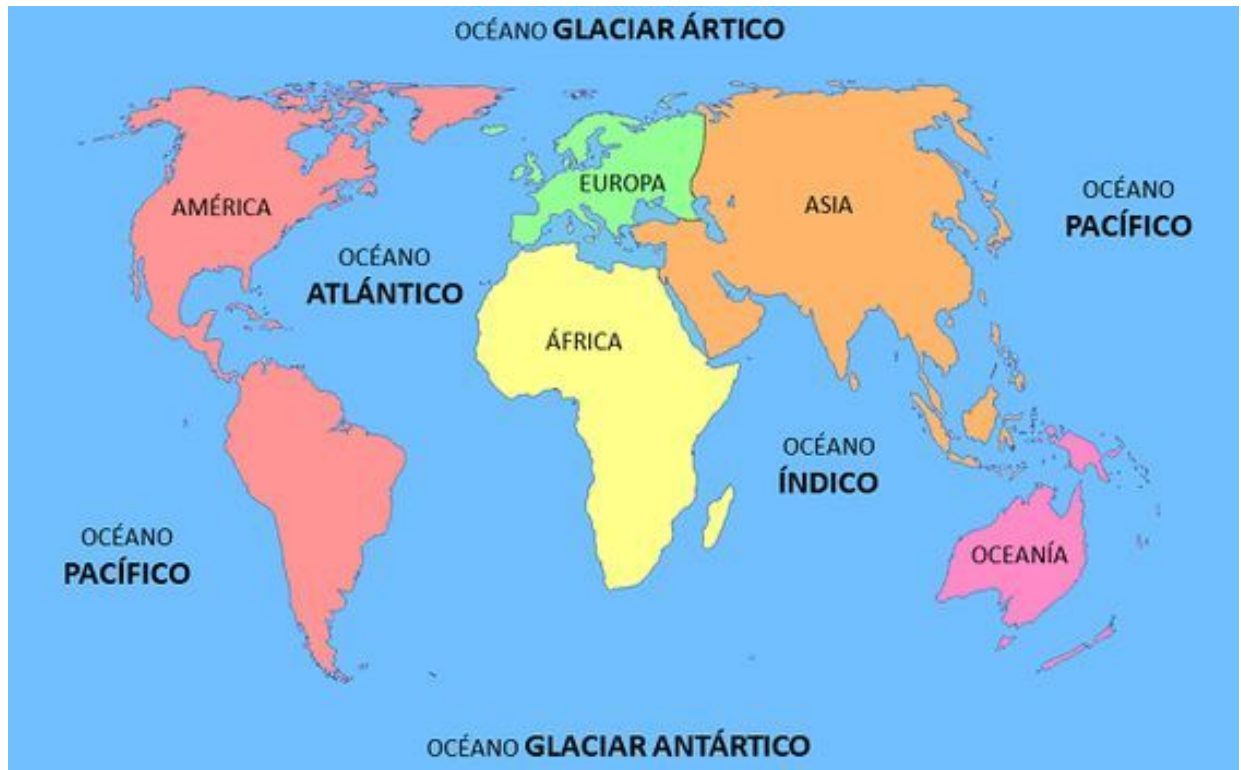 OCÉANO GLACIAR ÁRTICO
AMÉRICA
EUROPA
ASIA
OCÉANO
PACÍFICO
OCÉANO
ATLÁNTICO
ÁFRICA
OCÉANO
ÍNDICO
OCÉANO
PACÍFICO
OCEANÍA
OCÉANO GLACIAR ANTÁRTICO